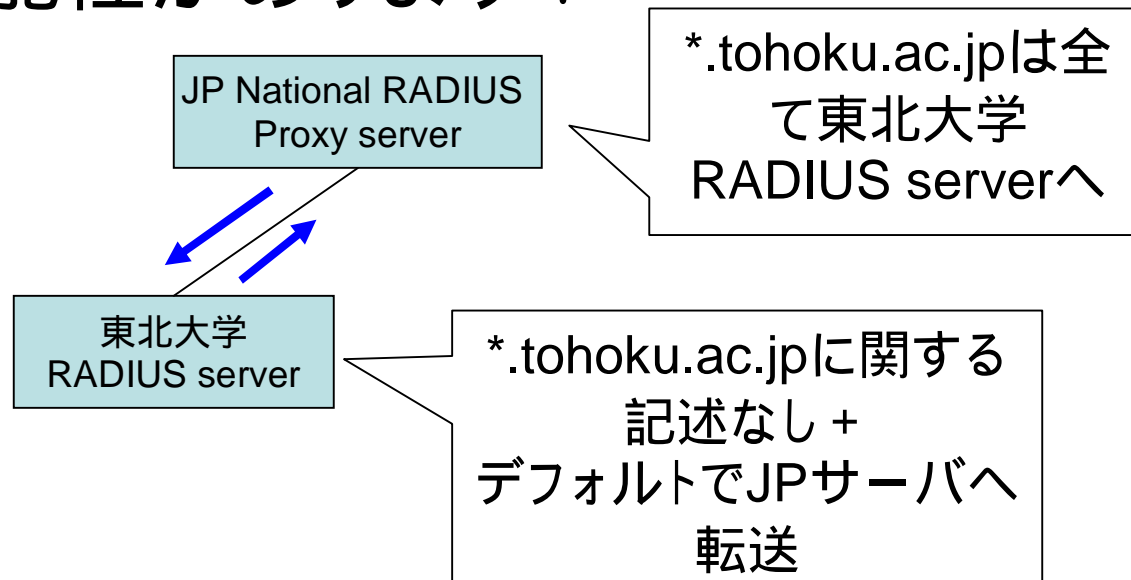 JP National RADIUS
Proxy server
*.tohoku.ac.jpは全
て東北大学
RADIUS serverへ
東北大学
RADIUS server
*.tohoku.ac.jpに関する
記述なし+
デフォルトでJPサーバへ
転送